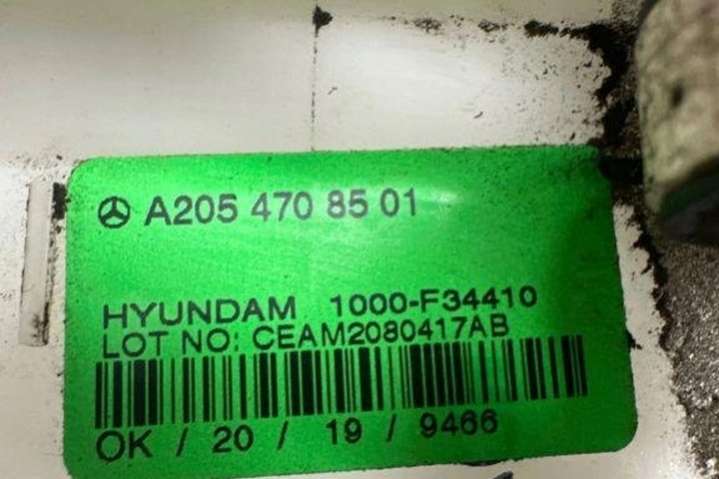 A205 470 85 01
HYUNDAM 1000-F34410
LOT NO: CEAM2080417AB
OK / 20 / 19 / 9466